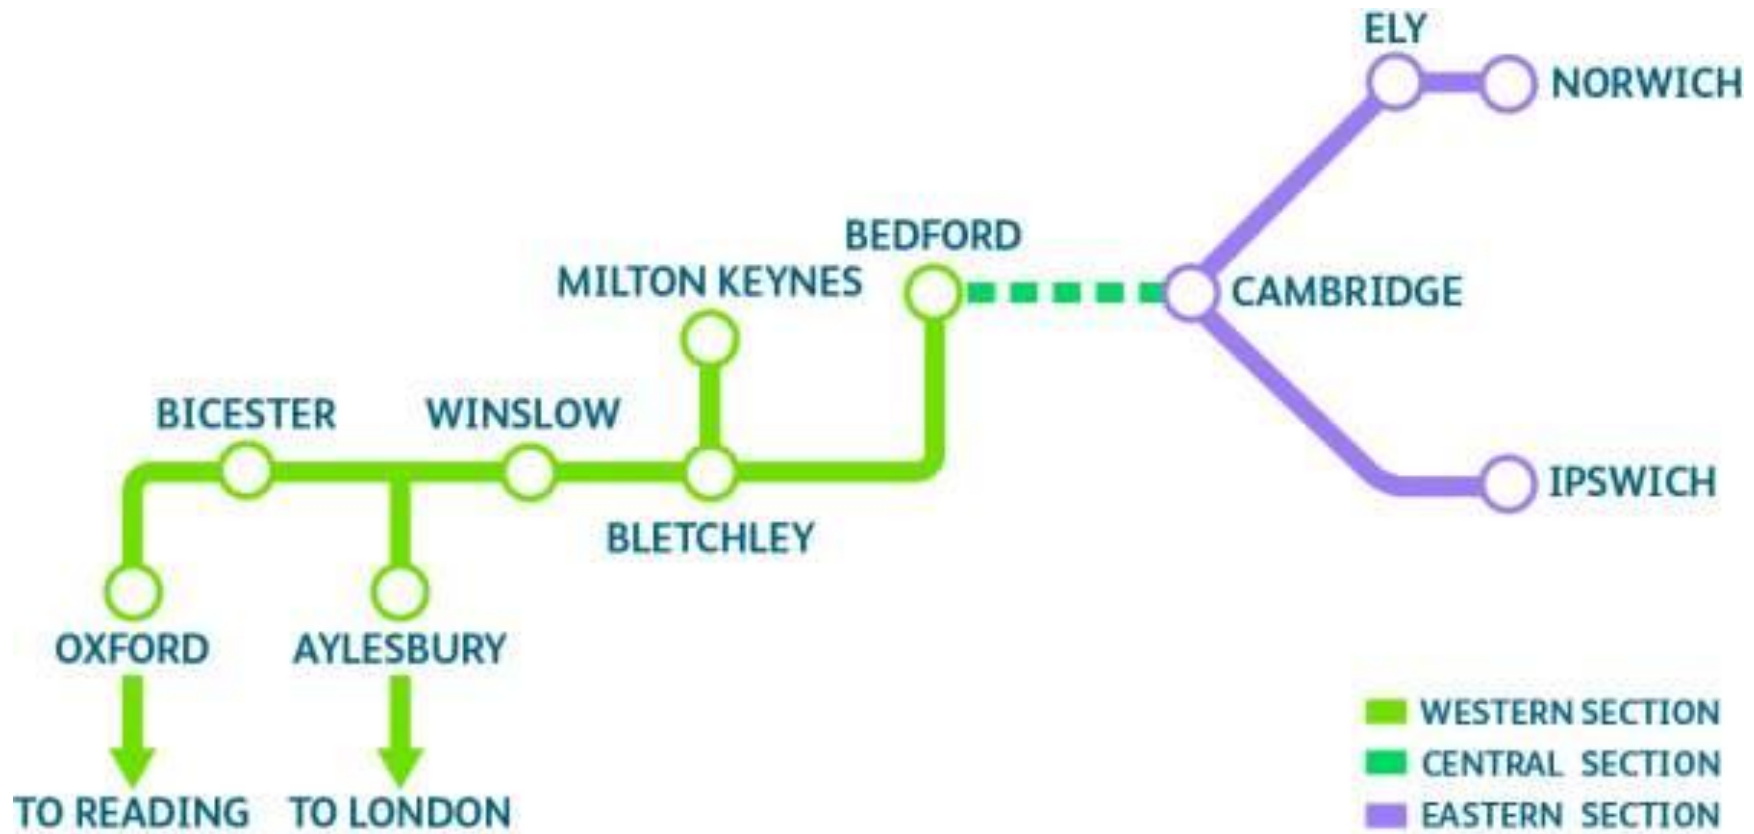 ELY
NORWICH
BEDFORD
MILTON KEYNES
CAMBRIDGE
BICESTER
WINSLOW
IPSWICH
BLETCHLEY
OXFORD
AYLESBURY
WESTERN SECTION
CENTRAL SECTION
EASTERN SECTION
TO READING
TO LONDON